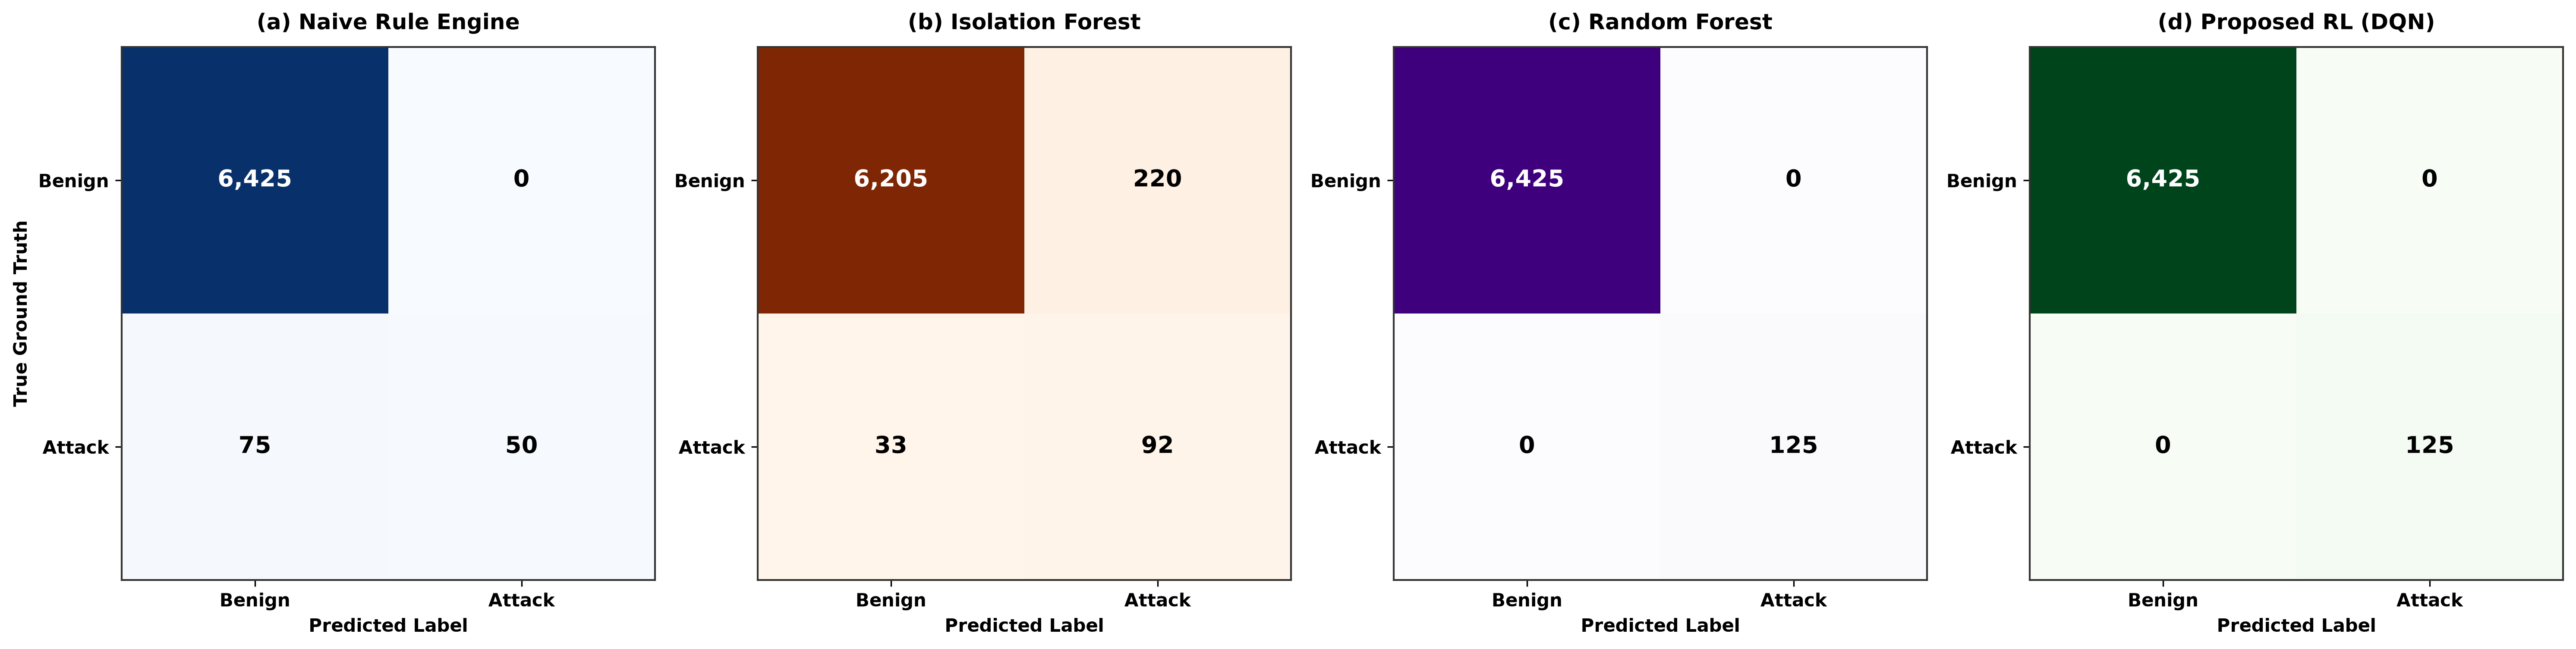 (a) Naive Rule Engine
True Ground Truth
Benign
6,425
0
Attack
75
50
Benign
Attack
Predicted Label
(b) Isolation Forest
Benign
6,205
220
Attack
33
92
Benign
Attack
Predicted Label
(c) Random Forest
Benign
6,425
0
Attack
0
125
Benign
Attack
Predicted Label
(d) Proposed RL (DQN)
Benign
6,425
0
Attack
0
125
Benign
Attack
Predicted Label